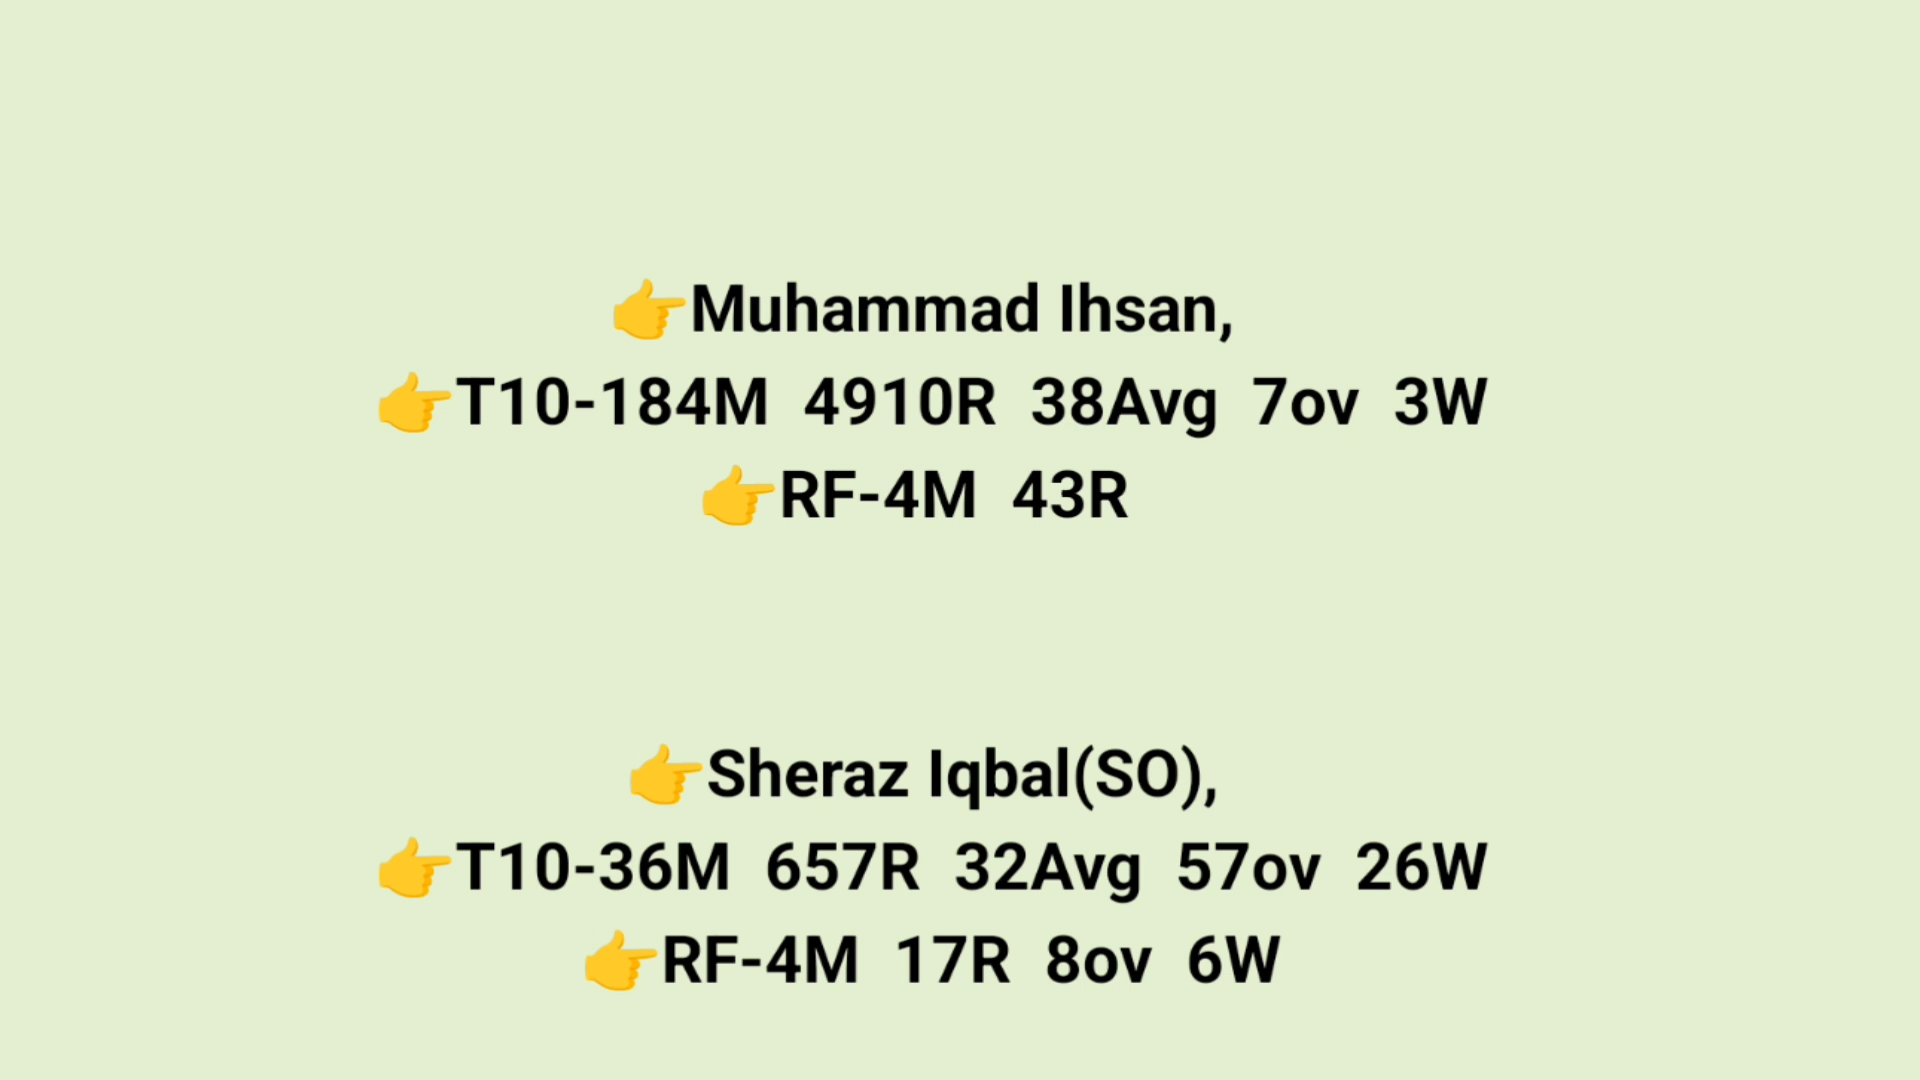 👉Muhammad Ihsan,
👉T10-184M 4910R 38Avg 7ov 3W
👉RF-4M 43R
👉Sheraz Iqbal(SO),
👉T10-36M 657R 32Avg 57ov 26W
👉RF-4M 17R 8ov 6W